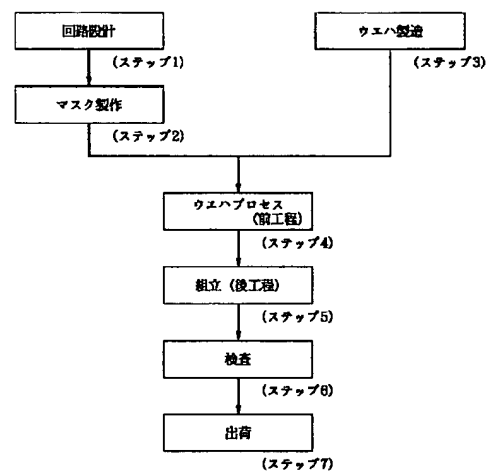 回路設計
(ステップ1)
ウエハ製造
(ステップ3)
マスク製作
(ステップ2)
ウエハプロセス
(前工程)
(ステップ4)
組立 (後工程)
(ステップ5)
検査
(ステップ6)
出荷
(ステップ7)